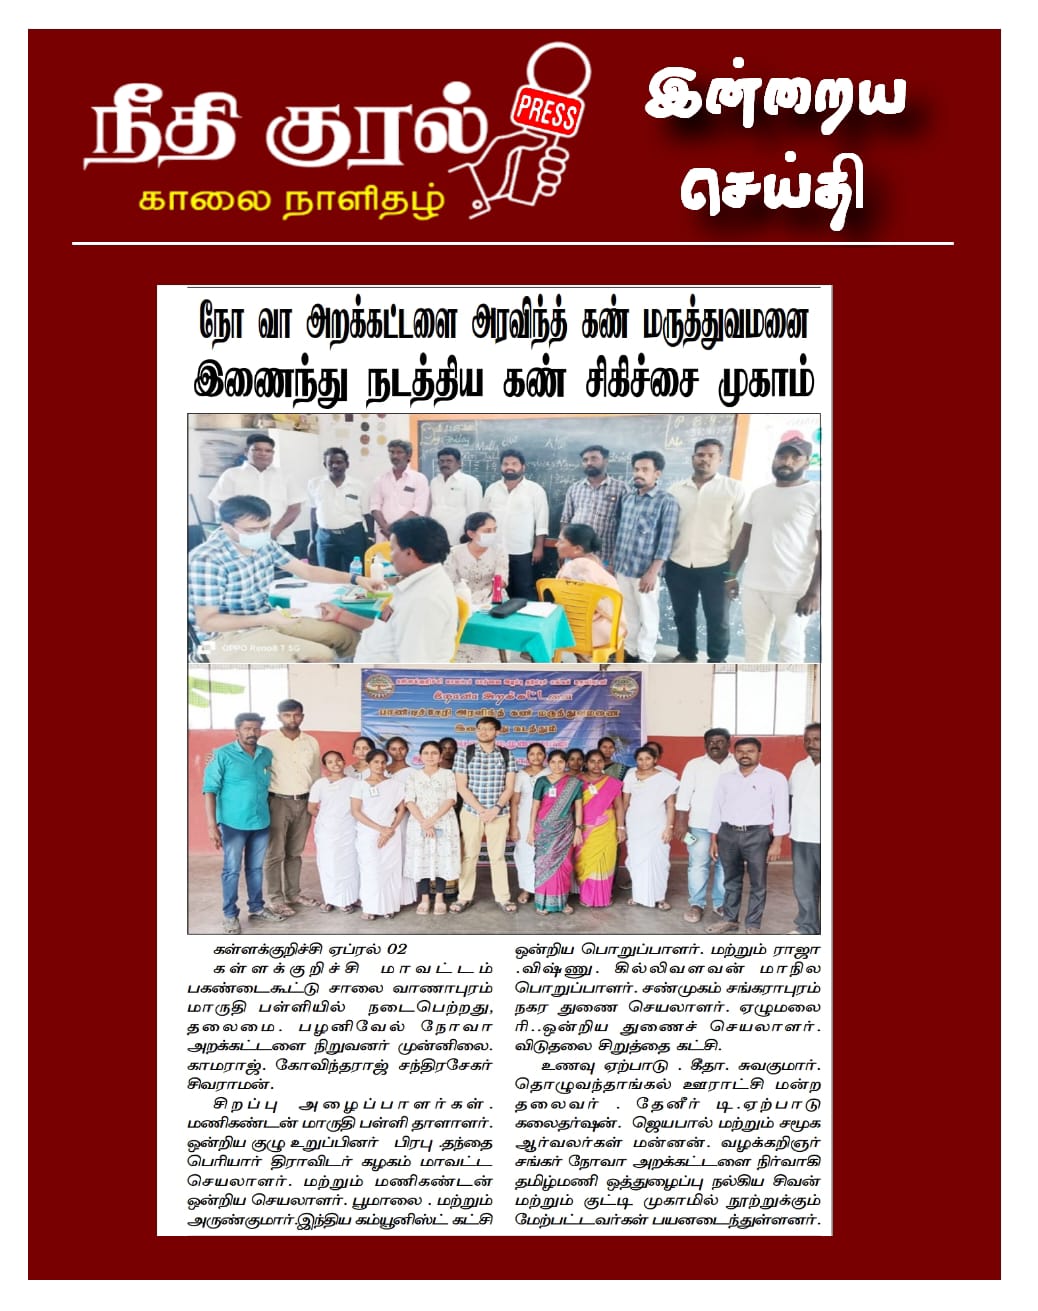 நீதி குரல்
PRESS
காலை நாளிதழ்
இன்றைய
செய்தி
நோ வா அறக்கட்டளை அரவிந்த் கண் மருத்துவமனை
இணைந்து நடத்திய கண் சிகிச்சை முகாம்
OPPO Reno8 T 5G
பாண்டிச்சேரி அரவிந்த் கண் மருத்துவமனை
கள்ளக்குறிச்சி ஏப்ரல் 02
கள்ளக்குறிச்சி மாவட்டம்
பகண்டைகூட்டு சாலை வாணாபுரம்
மாருதி பள்ளியில் நடைபெற்றது,
தலைமை. பழனிவேல் நோவா
அறக்கட்டளை நிறுவனர் முன்னிலை.
காமராஜ். கோவிந்தராஜ் சந்திரசேகர்
சிவராமன்.
சிறப்பு அழைப்பாளர்கள்.
மணிகண்டன் மாருதி பள்ளி தாளாளர்.
ஒன்றிய குழு உறுப்பினர் பிரபு .தந்தை
பெரியார் திராவிடர் கழகம் மாவட்ட
செயலாளர். மற்றும் மணிகண்டன்
ஒன்றிய செயலாளர். பூமாலை . மற்றும்
அருண்குமார்.இந்திய கம்யூனிஸ்ட் கட்சி
ஒன்றிய பொறுப்பாளர். மற்றும் ராஜா
.விஷ்ணு. கில்லிவளவன் மாநில
பொறுப்பாளர். சண்முகம் சங்கராபுரம்
நகர துணை செயலாளர். ஏழுமலை
ரி..ஒன்றிய துணைச் செயலாளர்.
விடுதலை சிறுத்தை கட்சி.
உணவு ஏற்பாடு . கீதா. சுவகுமார்.
தொழுவந்தாங்கல் ஊராட்சி மன்ற
தலைவர் . தேனீர் டி.ஏற்பாடு
கலைதர்ஷன். ஜெயபால் மற்றும் சமூக
ஆர்வலர்கள் மன்னன். வழக்கறிஞர்
சங்கர் நோவா அறக்கட்டளை நிர்வாகி
தமிழ்மணி ஒத்துழைப்பு நல்கிய சிவன்
மற்றும் குட்டி முகாமில் நூற்றுக்கும்
மேற்பட்டவர்கள் பயனடைந்துள்ளனர்.